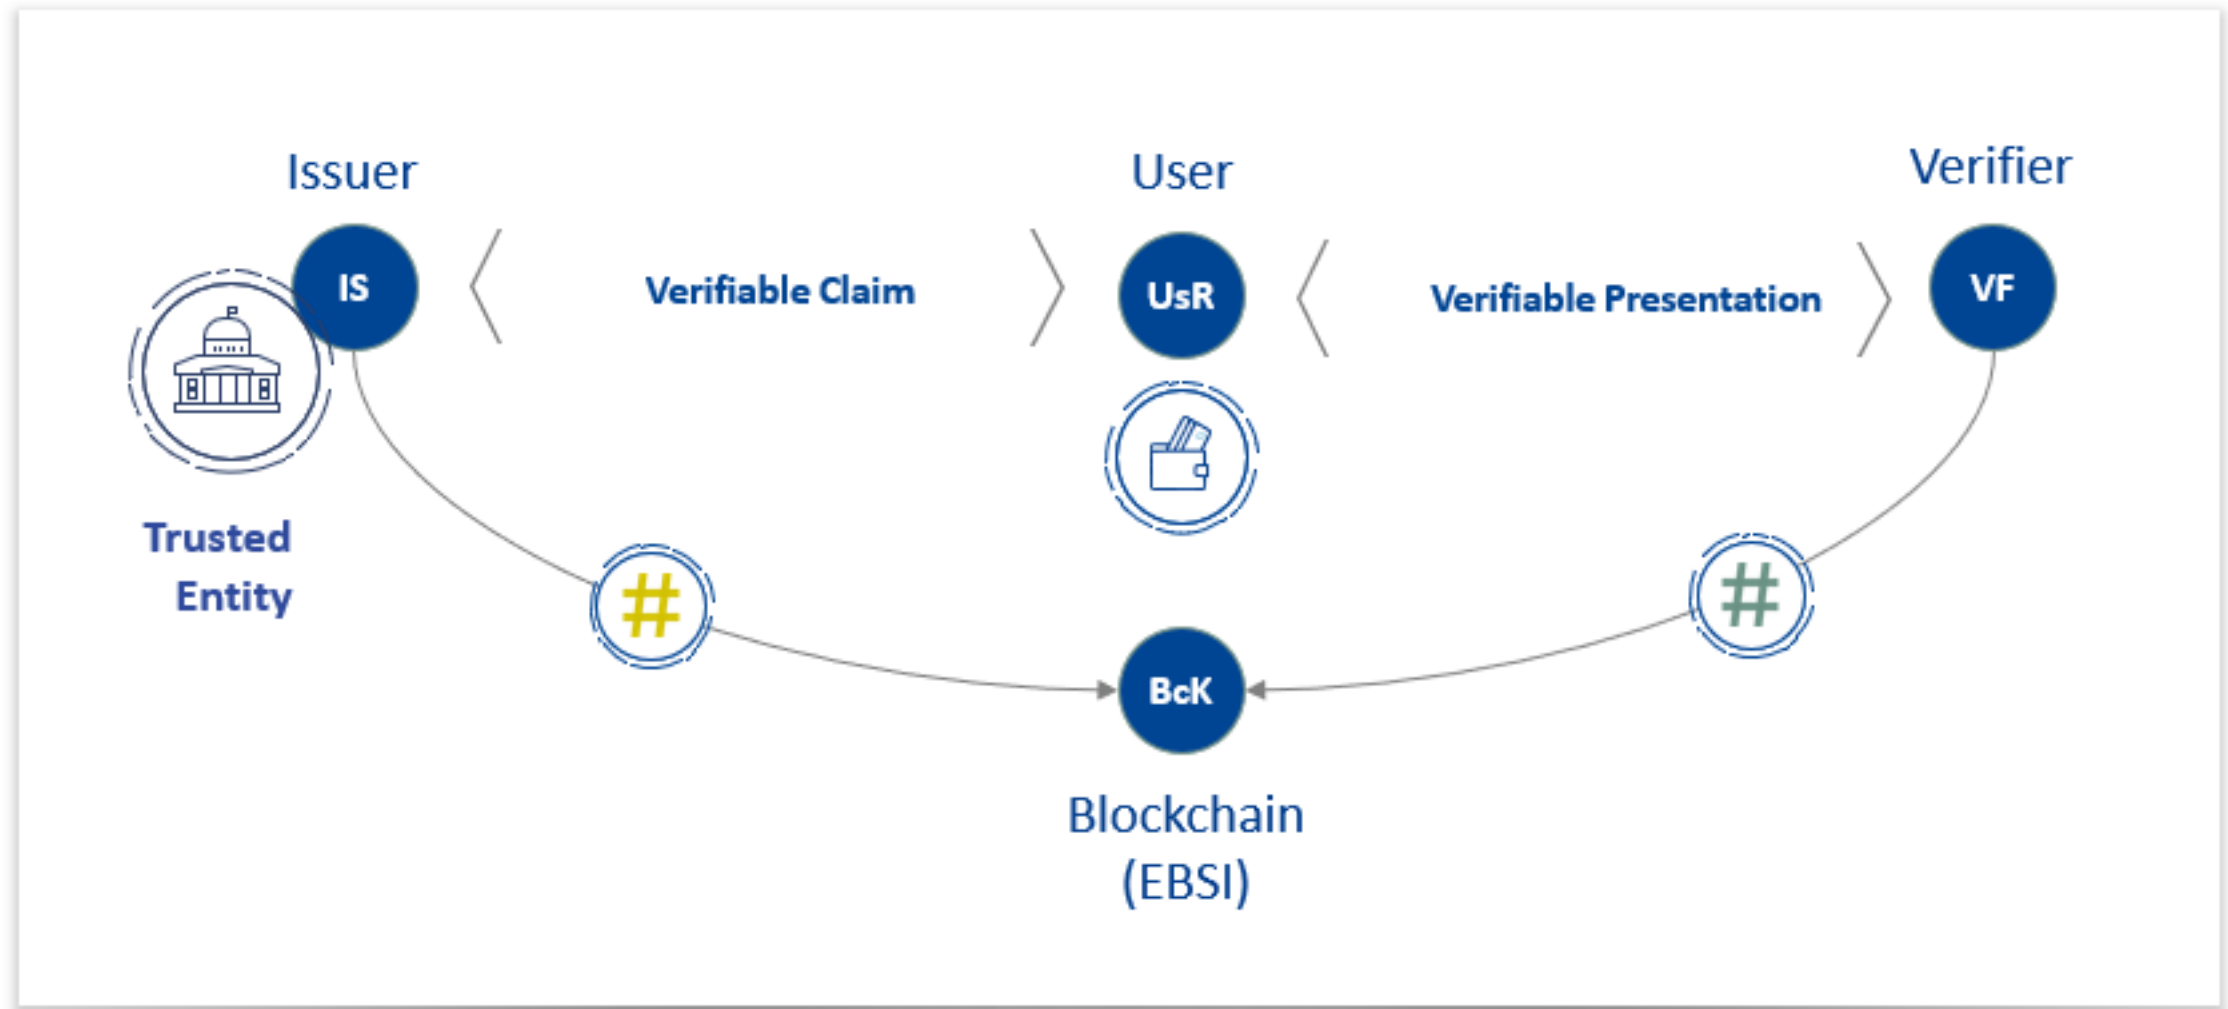 Issuer
User
Verifier
IS
Verifiable Claim
UsR
Verifiable Presentation
VF
Trusted
Entity
#
#
BcK
Blockchain
(EBSI)